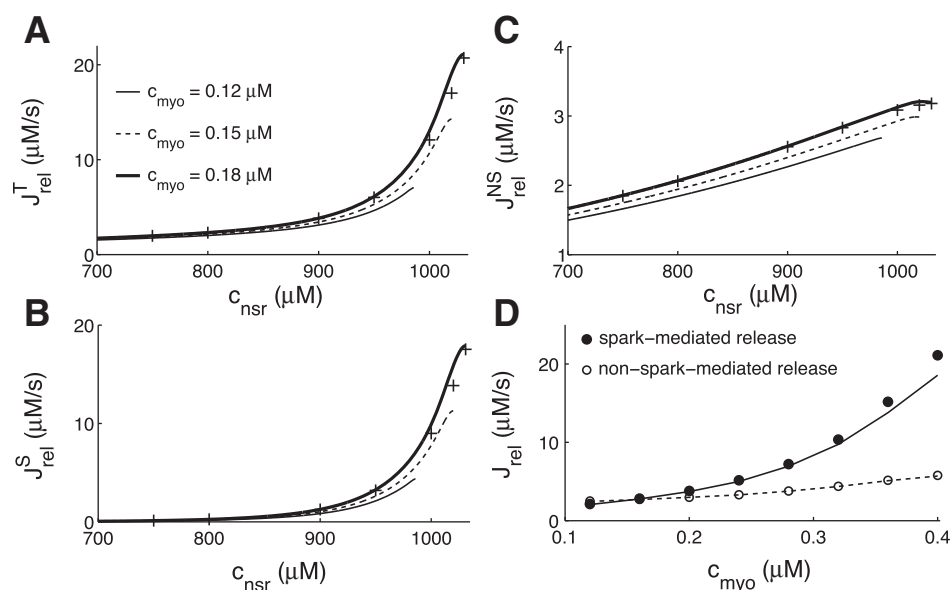 A
20
10
0
J^T_rel (μM/s)
c_myo = 0.12 μM
c_myo = 0.15 μM
c_myo = 0.18 μM
700 800 900 1000
c_nsr (μM)
C
4
3
2
1
J^NS_rel (μM/s)
700 800 900 1000
c_nsr (μM)
B
20
10
0
J^S_rel (μM/s)
700 800 900 1000
c_nsr (μM)
D
spark−mediated release
non−spark−mediated release
20
10
0
J_rel (μM/s)
0.1 0.2 0.3 0.4
c_myo (μM)